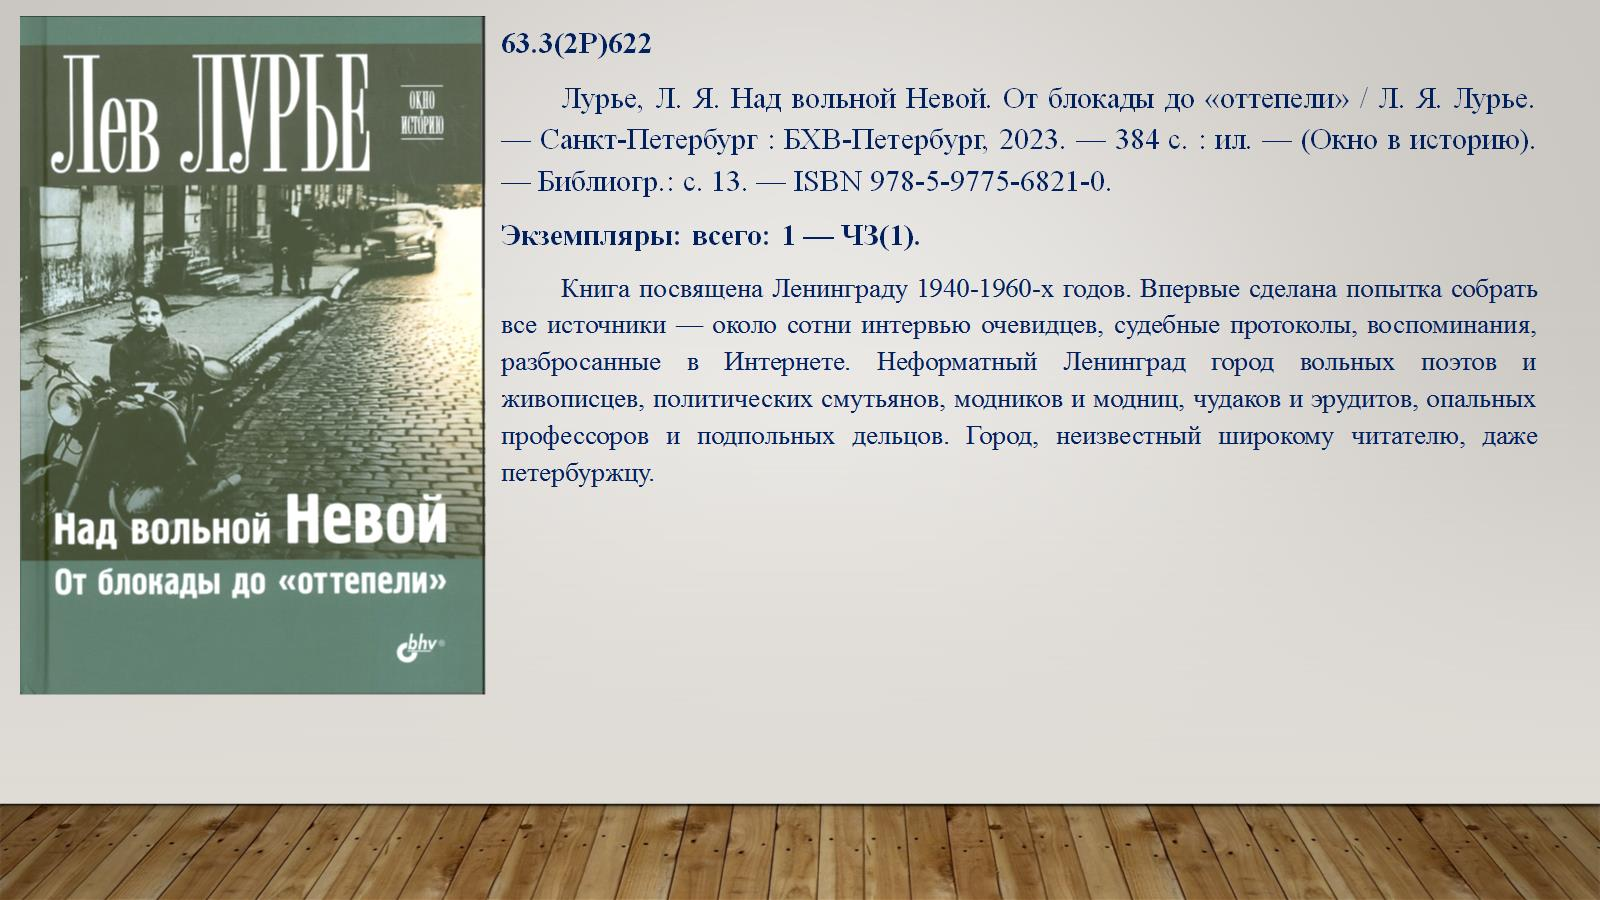 Лев ЛУРЬЕ
ОКНО
в
ИСТОРИЮ
Над вольной Невой
От блокады до «оттепели»
bhv®
63.3(2Р)622
Лурье, Л. Я. Над вольной Невой. От блокады до «оттепели» / Л. Я. Лурье.
— Санкт-Петербург : БХВ-Петербург, 2023. — 384 с. : ил. — (Окно в историю).
— Библиогр.: с. 13. — ISBN 978-5-9775-6821-0.
Экземпляры: всего: 1 — ЧЗ(1).
Книга посвящена Ленинграду 1940-1960-х годов. Впервые сделана попытка собрать
все источники — около сотни интервью очевидцев, судебные протоколы, воспоминания,
разбросанные в Интернете. Неформатный Ленинград город вольных поэтов и
живописцев, политических смутьянов, модников и модниц, чудаков и эрудитов, опальных
профессоров и подпольных дельцов. Город, неизвестный широкому читателю, даже
петербуржцу.